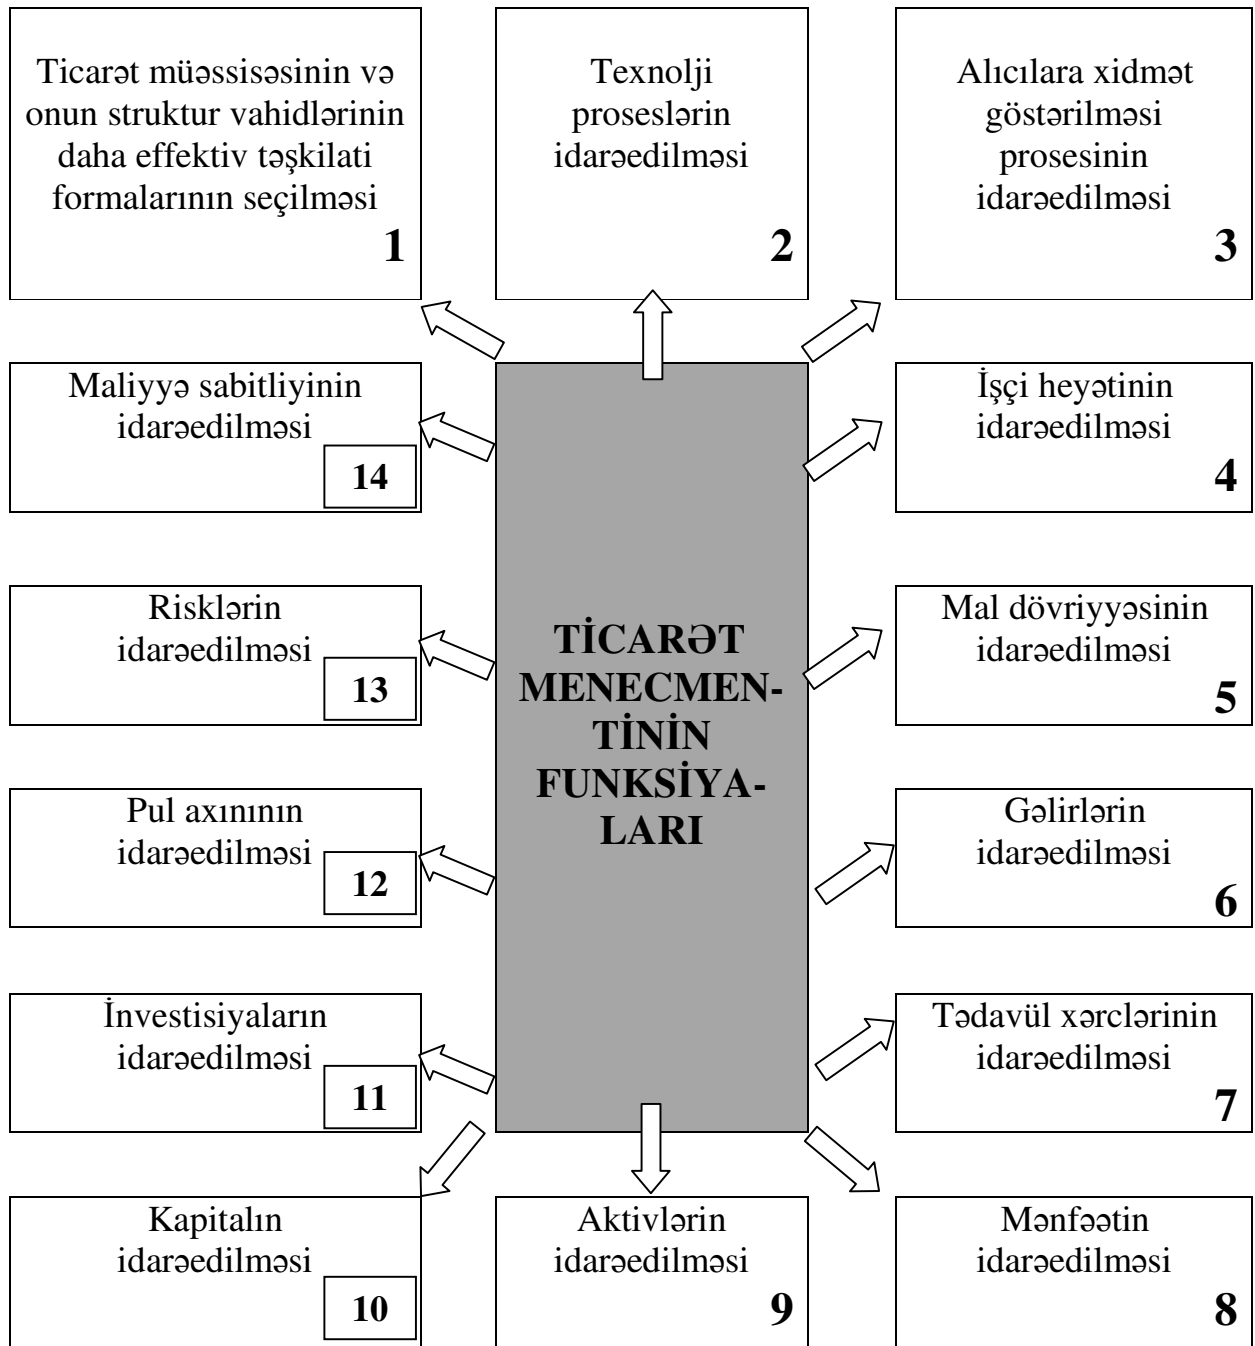 Ticarət müəssisəsinin və
onun struktur vahidlərinin
daha effektiv təşkilati
formalarının seçilməsi
1
Texnolji
proseslərin
idarəedilməsi
2
Alıcılara xidmət
göstərilməsi
prosesinin
idarəedilməsi
3
Maliyyə sabitliyinin
idarəedilməsi
14
TİCARƏT
MENECMEN-
TİNİN
FUNKSİYA-
LARI
İşçi heyətinin
idarəedilməsi
4
Risklərin
idarəedilməsi
13
Mal dövriyyəsinin
idarəedilməsi
5
Pul axınının
idarəedilməsi
12
Gəlirlərin
idarəedilməsi
6
İnvestisiyaların
idarəedilməsi
11
Tədavül xərclərinin
idarəedilməsi
7
Kapitalın
idarəedilməsi
10
Aktivlərin
idarəedilməsi
9
Mənfəətin
idarəedilməsi
8